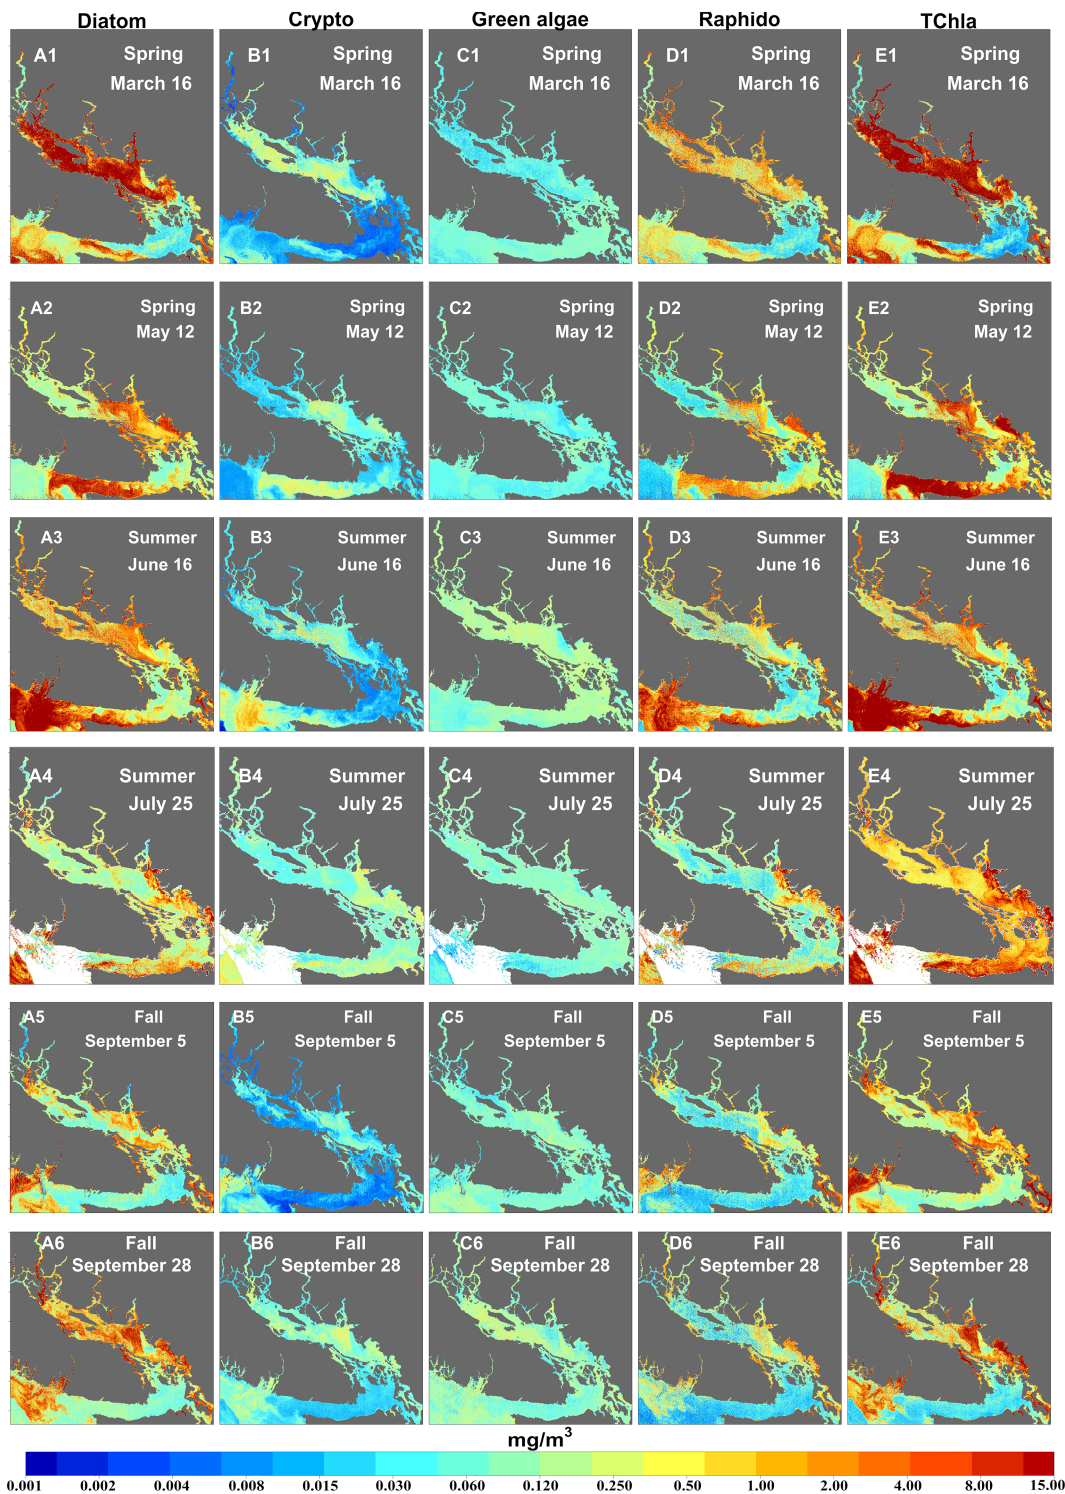 Diatom Crypto Green algae Raphido TChla
A1 Spring B1 Spring C1 Spring D1 Spring E1 Spring
March 16 March 16 March 16 March 16 March 16
A2 Spring B2 Spring C2 Spring D2 Spring E2 Spring
May 12 May 12 May 12 May 12 May 12
A3 Summer B3 Summer C3 Summer D3 Summer E3 Summer
June 16 June 16 June 16 June 16 June 16
A4 Summer B4 Summer C4 Summer D4 Summer E4 Summer
July 25 July 25 July 25 July 25 July 25
A5 Fall B5 Fall C5 Fall D5 Fall E5 Fall
September 5 September 5 September 5 September 5 September 5
A6 Fall B6 Fall C6 Fall D6 Fall E6 Fall
September 28 September 28 September 28 September 28 September 28
mg/m³
0.001 0.002 0.004 0.008 0.015 0.030 0.060 0.120 0.250 0.50 1.00 2.00 4.00 8.00 15.00